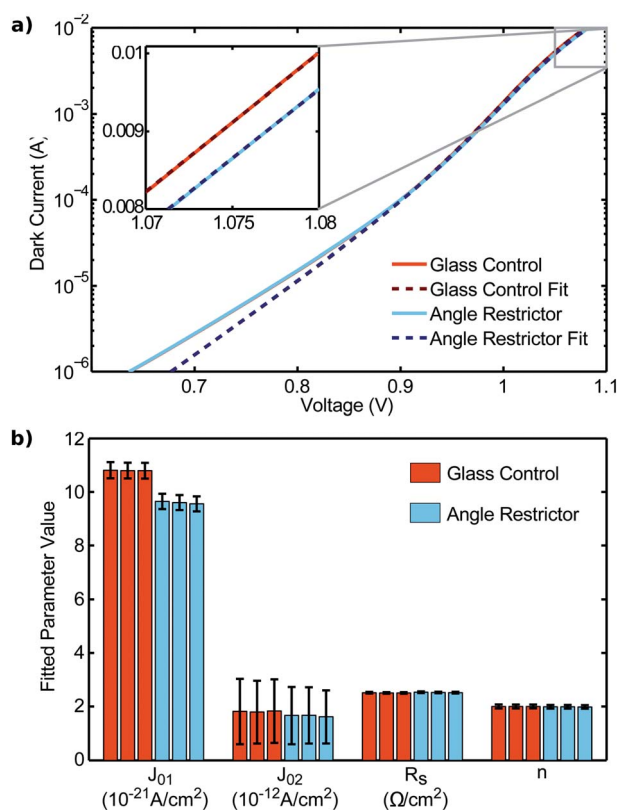 a)
10⁻²
10⁻³
10⁻⁴
10⁻⁵
10⁻⁶
Dark Current (A)
0.01
0.009
0.008
1.07 1.075 1.08
Glass Control
Glass Control Fit
Angle Restrictor
Angle Restrictor Fit
0.7 0.8 0.9 1 1.1
Voltage (V)
b)
12
10
8
6
4
2
0
Fitted Parameter Value
Glass Control
Angle Restrictor
J₀₁ J₀₂ Rₛ n
(10⁻²¹A/cm²) (10⁻¹²A/cm²) (Ω/cm²)